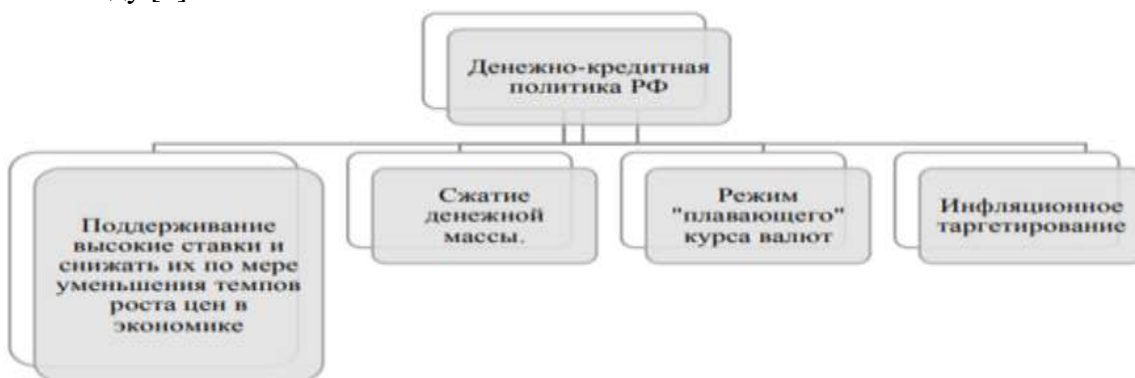 Денежно-кредитная
политика РФ
Поддерживание
высокие ставки и
снижать их по мере
уменьшения темпов
роста цен в
экономике
Сжатие
денежной
массы.
Режим
"плавающего"
курса валют
Инфляционное
таргетирование